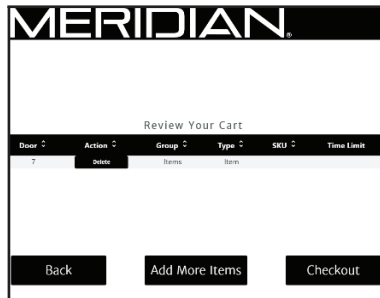 MERIDIAN®
Review Your Cart
Door Action Group Type SKU Time Limit
7 Delete Items Item
Back Add More Items Checkout